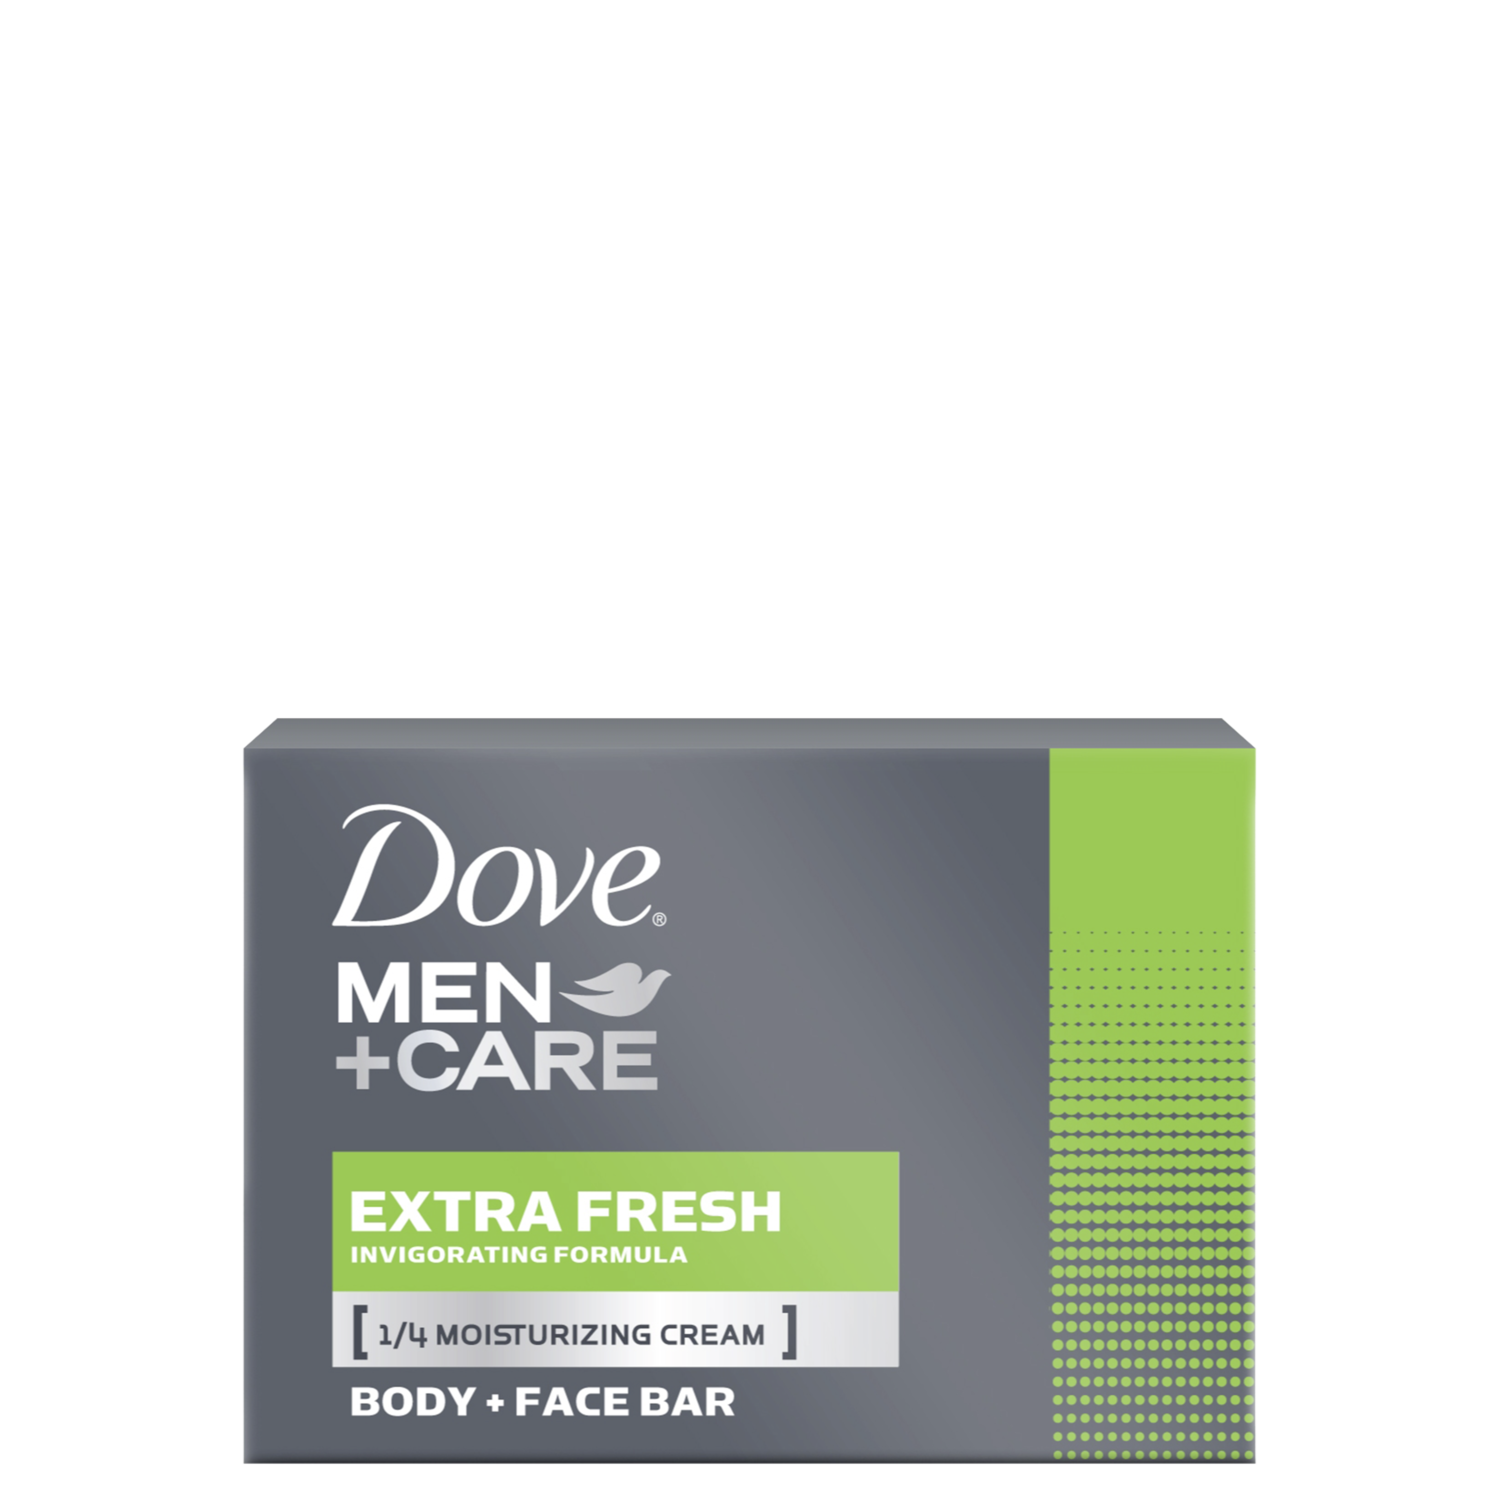 Dove®
MEN
+CARE
EXTRA FRESH
INVIGORATING FORMULA
[ 1/4 MOISTURIZING CREAM ]
BODY + FACE BAR